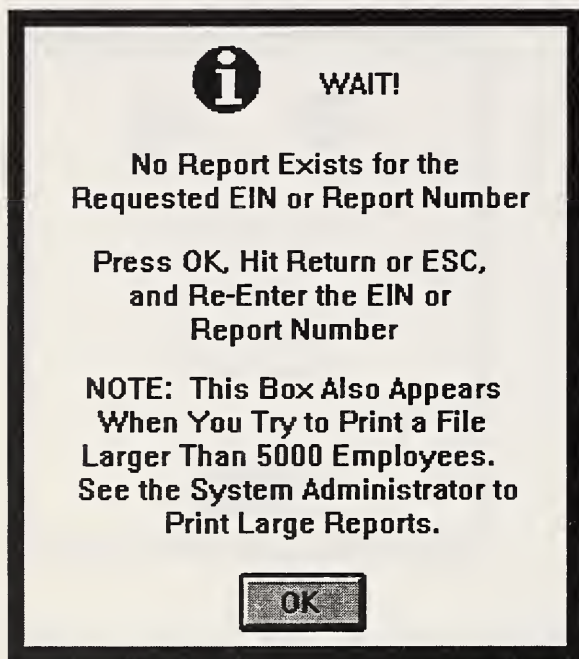 WAIT!
No Report Exists for the
Requested EIN or Report Number
Press OK, Hit Return or ESC,
and Re-Enter the EIN or
Report Number
NOTE: This Box Also Appears
When You Try to Print a File
Larger Than 5000 Employees.
See the System Administrator to
Print Large Reports.
OK